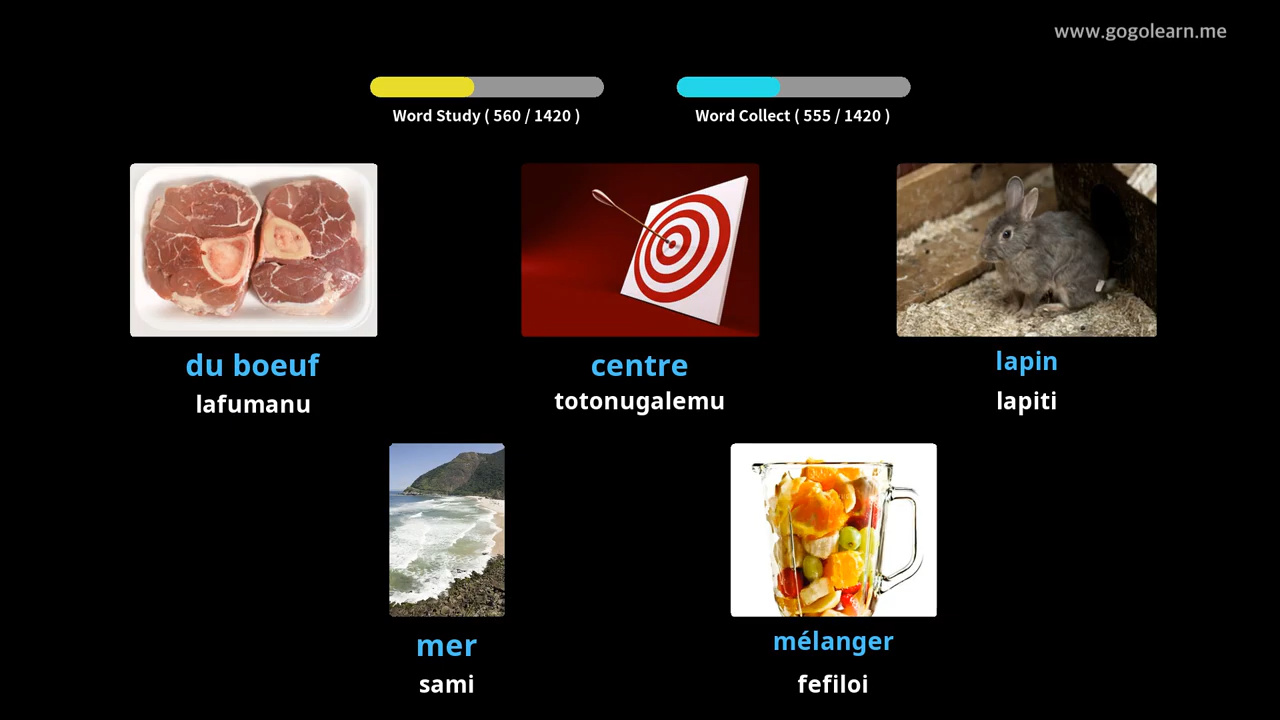 www.gogolearn.me
Word Study ( 560 / 1420 )
Word Collect ( 555 / 1420 )
du boeuf
lafumanu
centre
totonugalemu
lapin
lapiti
mer
sami
mélanger
fefiloi